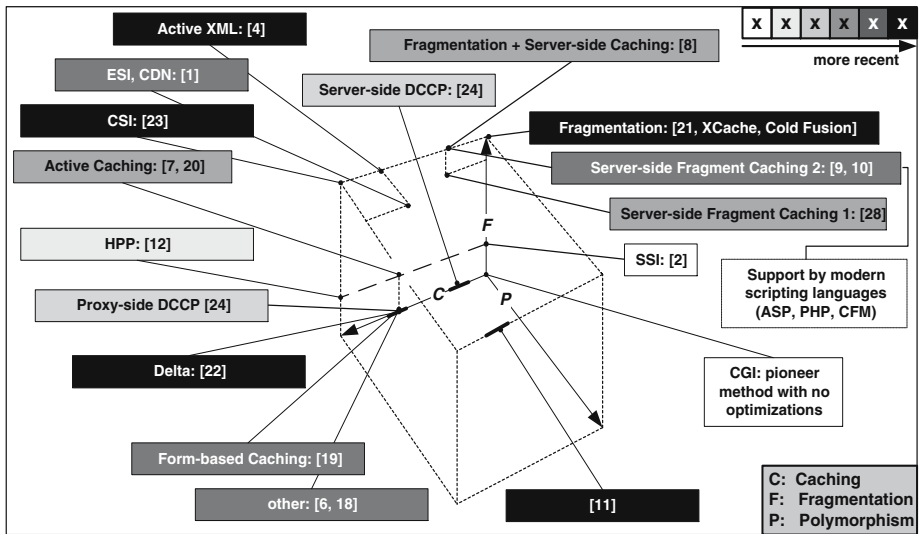 Active XML: [4]
Fragmentation + Server-side Caching: [8]
X X X X X X
more recent
ESI, CDN: [1]
Server-side DCCP: [24]
CSI: [23]
Fragmentation: [21, XCache, Cold Fusion]
Active Caching: [7, 20]
Server-side Fragment Caching 2: [9, 10]
Server-side Fragment Caching 1: [28]
F
HPP: [12]
SSI: [2]
Support by modern
scripting languages
(ASP, PHP, CFM)
Proxy-side DCCP [24]
C
P
Delta: [22]
CGI: pioneer
method with no
optimizations
Form-based Caching: [19]
other: [6, 18]
[11]
C: Caching
F: Fragmentation
P: Polymorphism